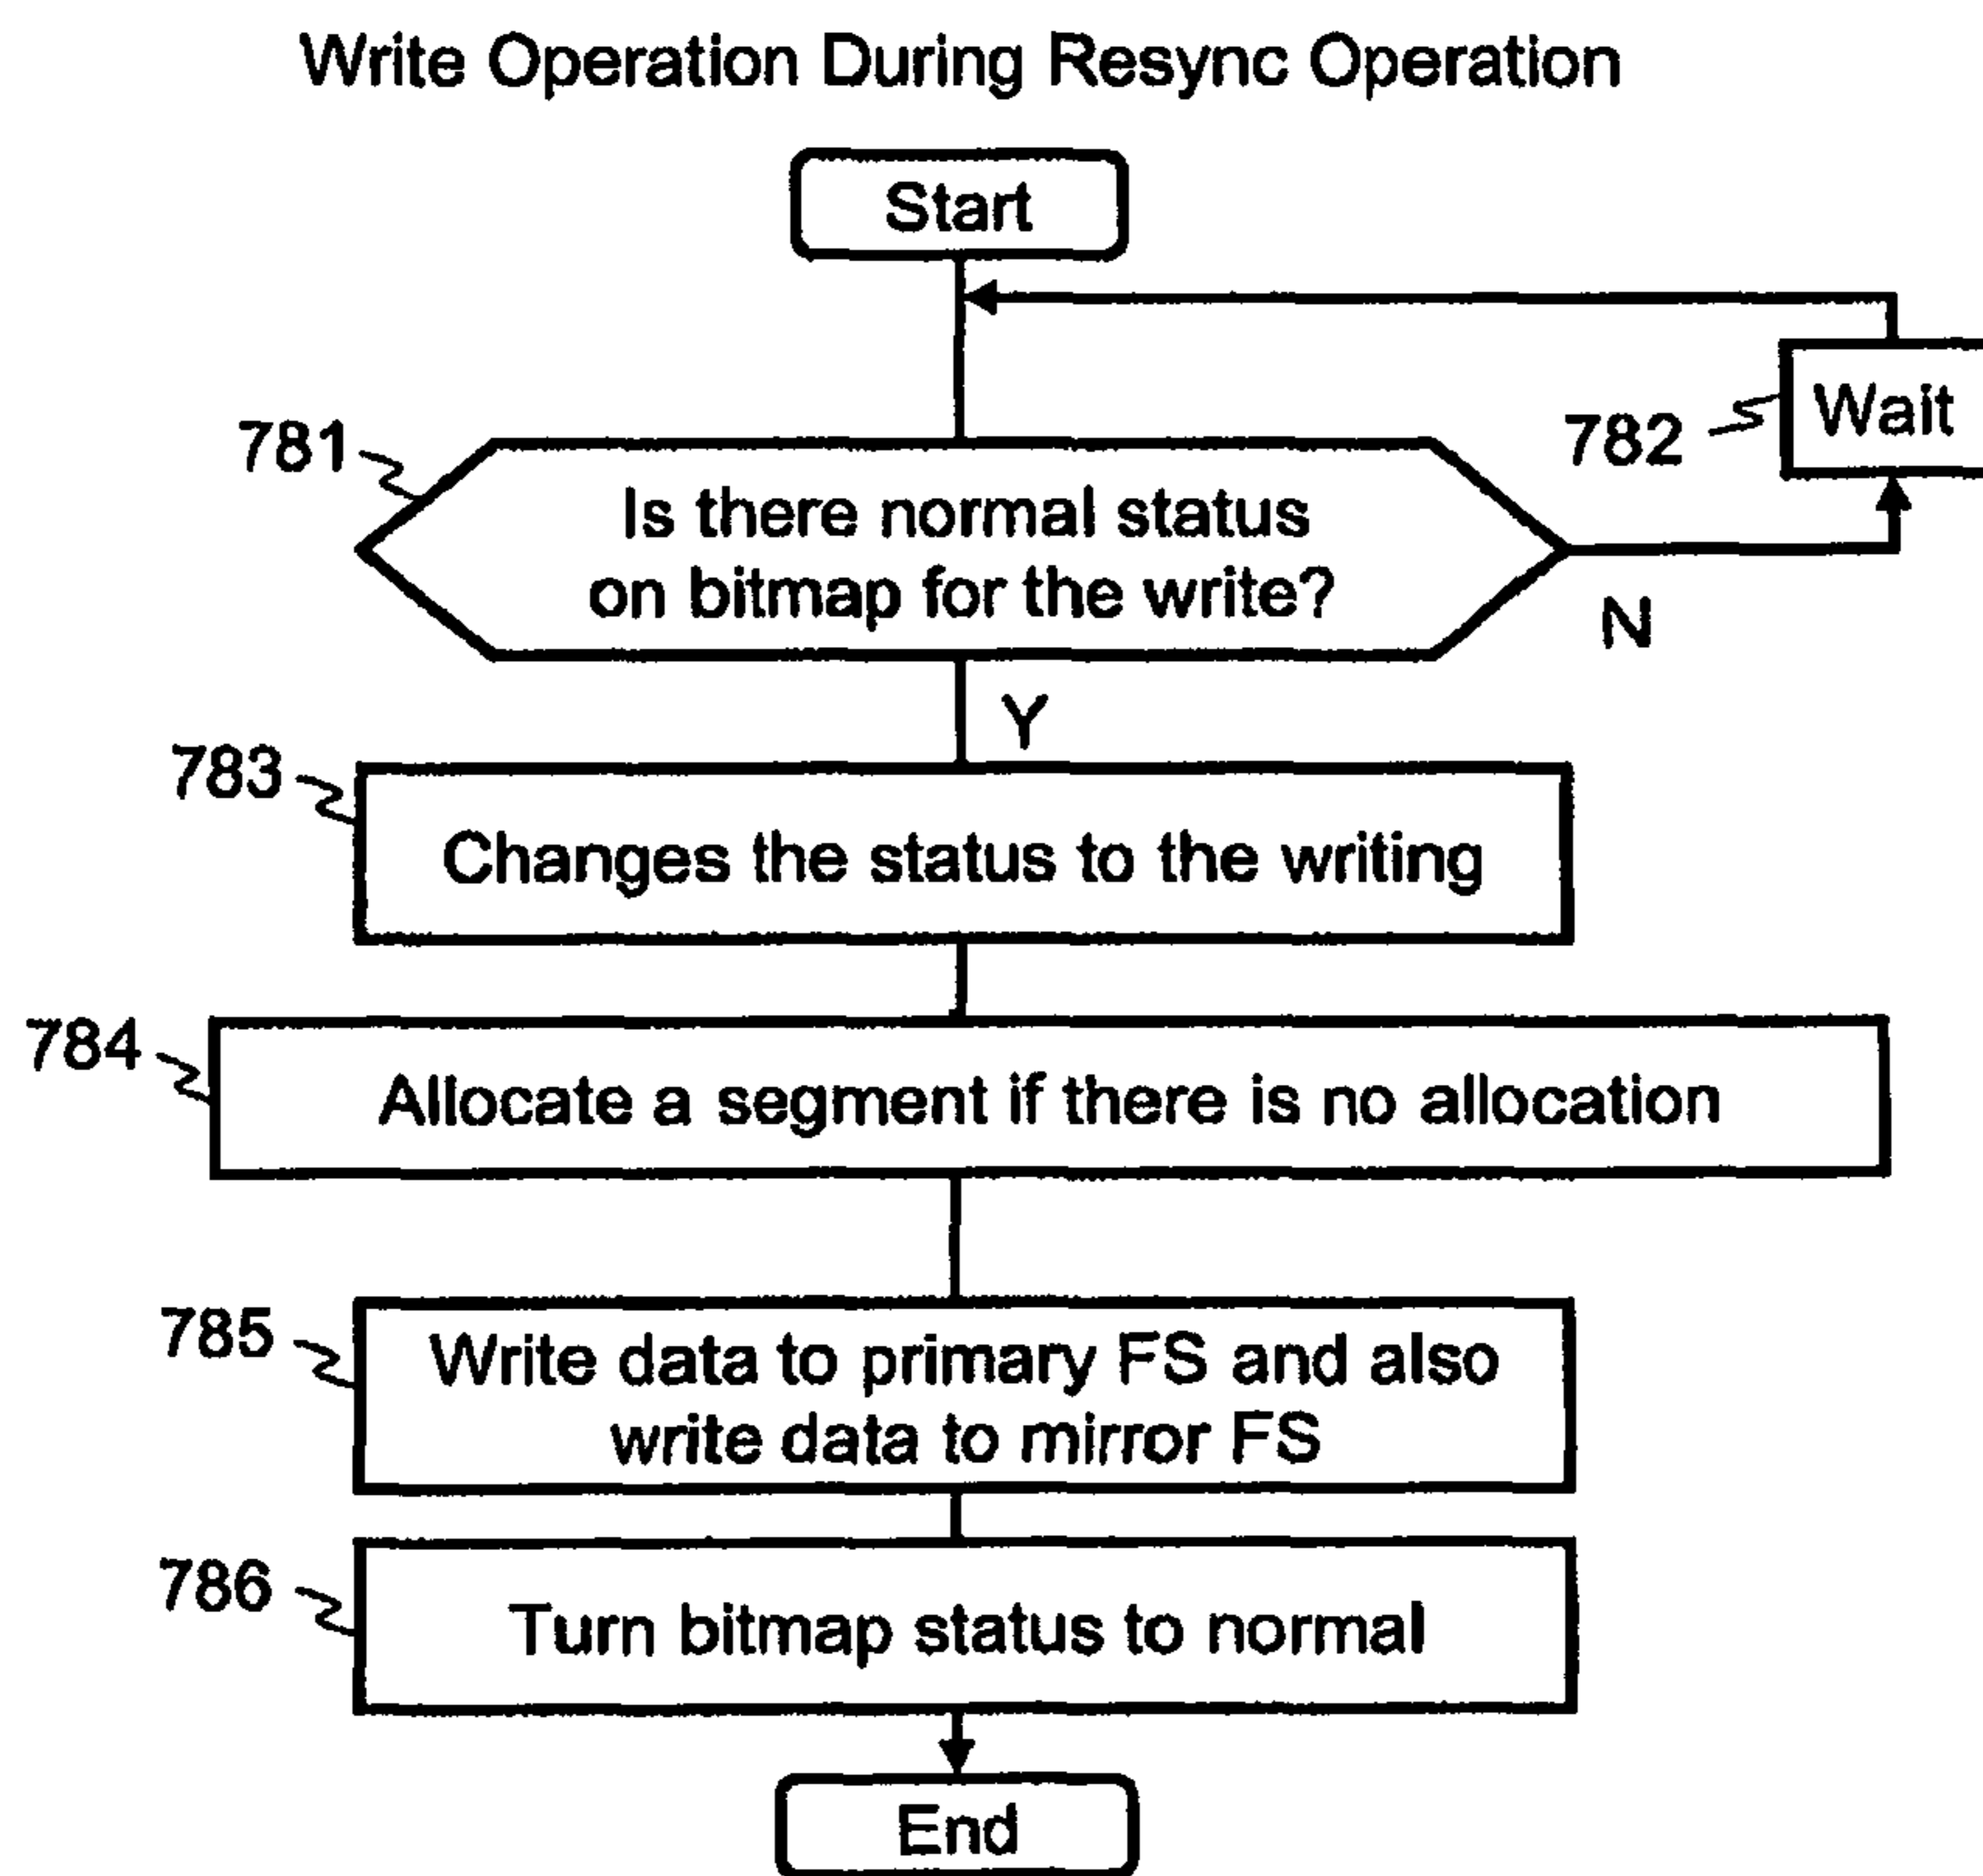 Write Operation During Resync Operation
Start
Wait
782
781
Is there normal status
on bitmap for the write?
N
Y
783
Changes the status to the writing
784
Allocate a segment if there is no allocation
785
Write data to primary FS and also
write data to mirror FS
786
Turn bitmap status to normal
End